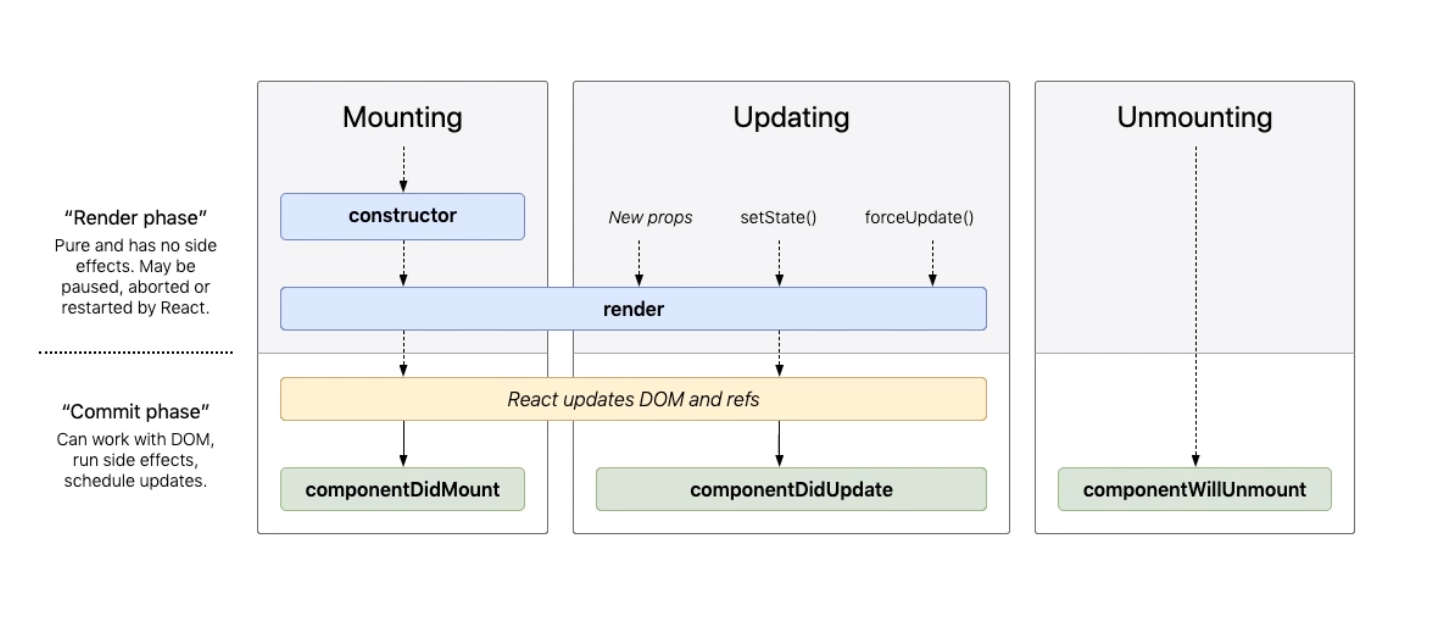 Mounting
Updating
Unmounting
“Render phase”
Pure and has no side
effects. May be
paused, aborted or
restarted by React.
constructor
New props
setState()
forceUpdate()
render
“Commit phase”
Can work with DOM,
run side effects,
schedule updates.
React updates DOM and refs
componentDidMount
componentDidUpdate
componentWillUnmount